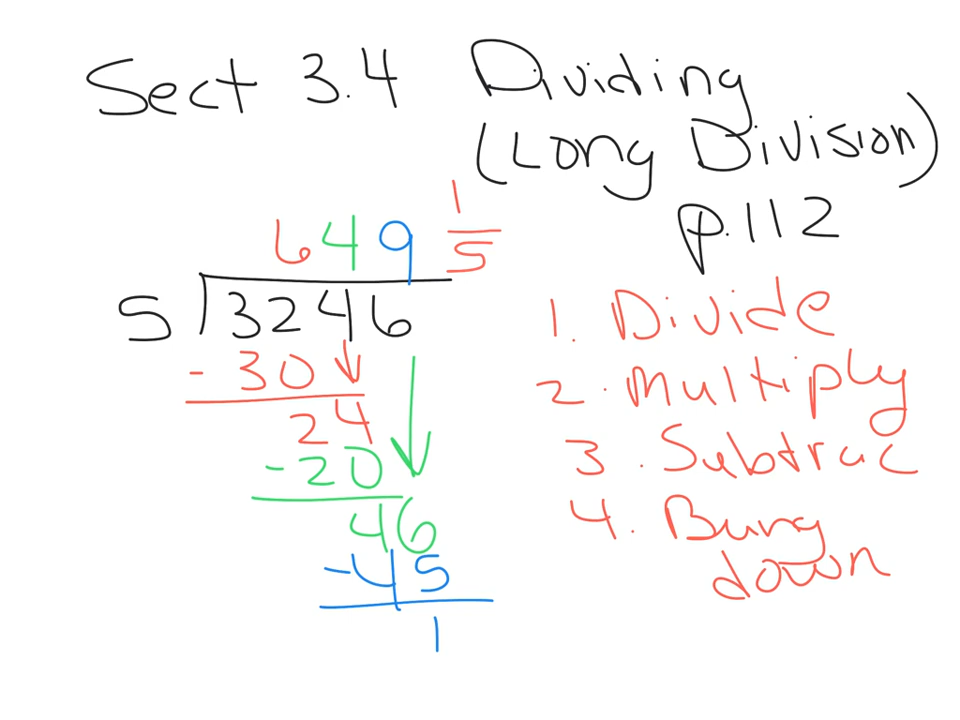 Sect 3.4 Dividing
(Long Division)
p.112
649 1/5
5 3246
- 30
24
-20
46
-45
1
1. Divide
2. Multiply
3. Subtrac
4. Bung
down